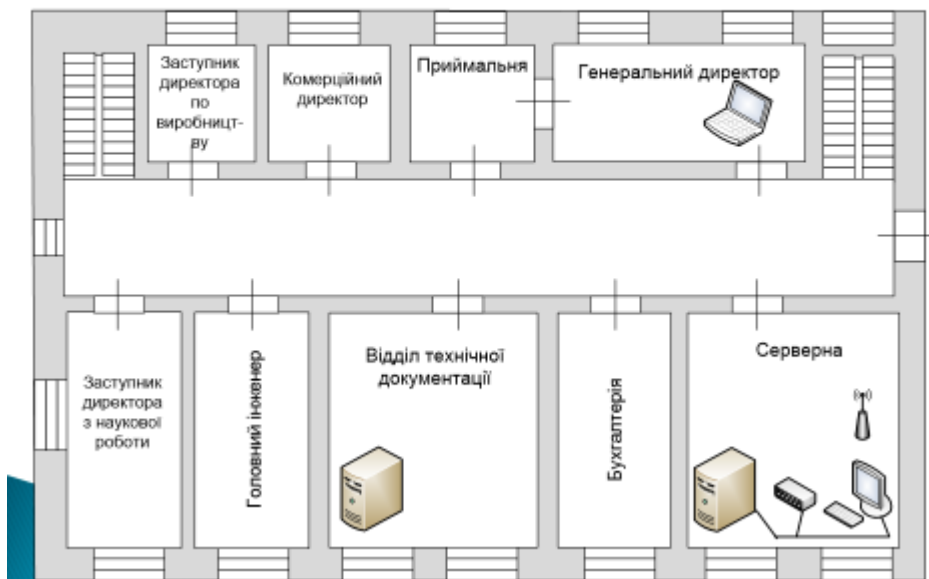 Заступник
директора
по
виробницт-
ву
Комерційний
директор
Приймальня
Генеральний директор
Заступник
директора
з наукової
роботи
Головний інженер
Відділ технічної
документації
Бухгалтерія
Серверна